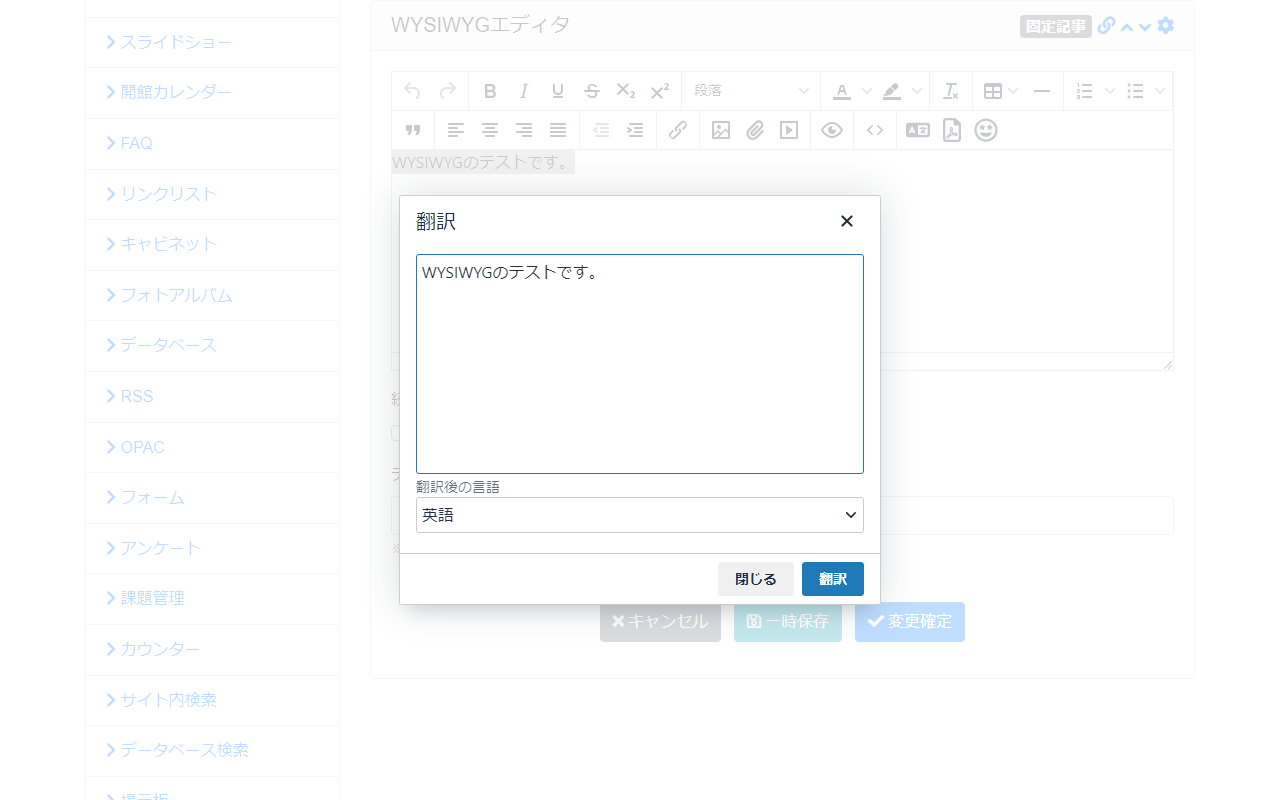 スライドショー
開館カレンダー
FAQ
リンクリスト
キャビネット
フォトアルバム
データベース
RSS
OPAC
フォーム
アンケート
課題管理
カウンター
サイト内検索
データベース検索
掲示板
WYSIWYGエディタ
固定記事
段落
WYSIWYGのテストです。
翻訳
WYSIWYGのテストです。
翻訳後の言語
英語
閉じる
翻訳
キャンセル
一時保存
変更確定